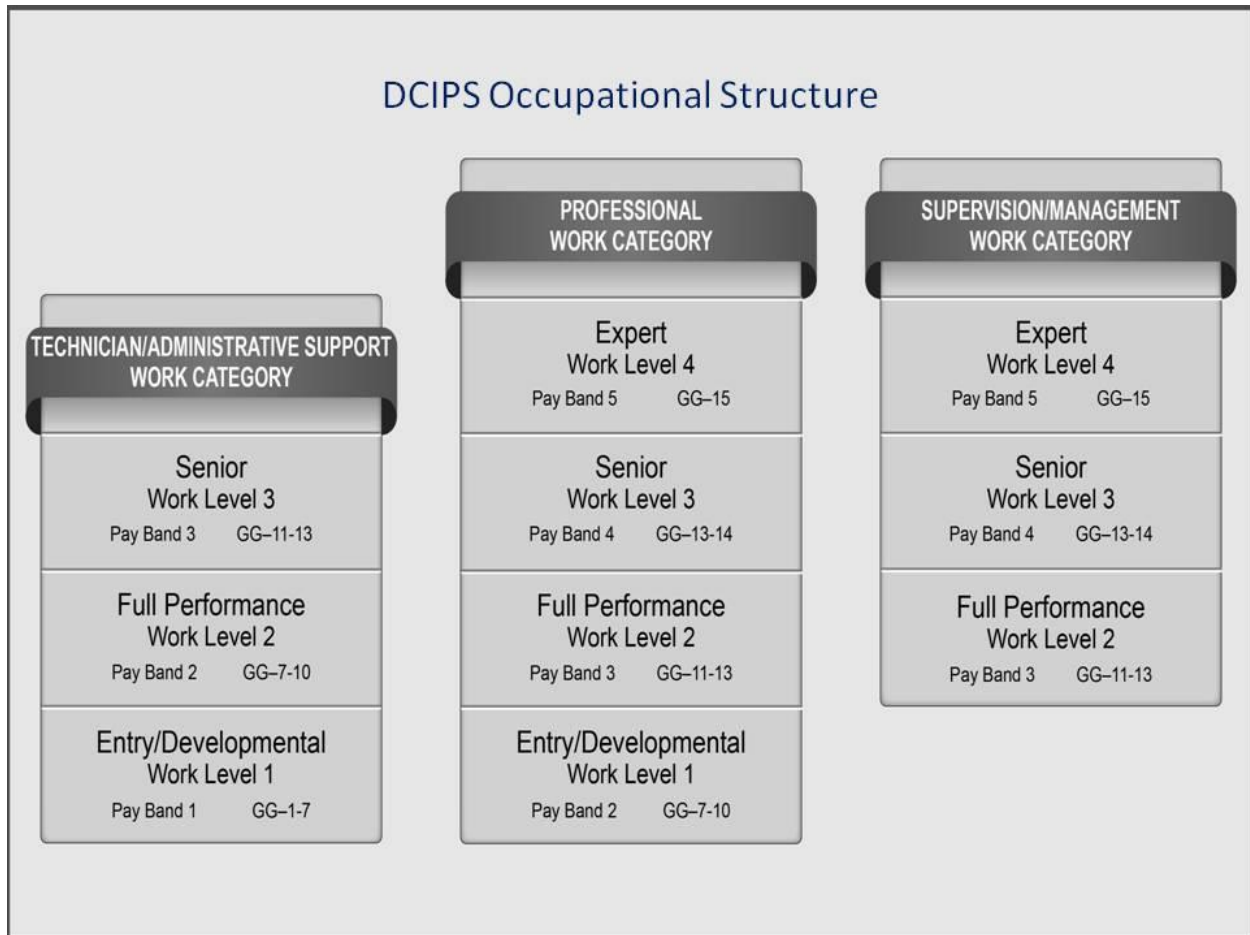 DCIPS Occupational Structure
TECHNICIAN/ADMINISTRATIVE SUPPORT
WORK CATEGORY
Senior
Work Level 3
Pay Band 3 GG–11-13
Full Performance
Work Level 2
Pay Band 2 GG–7-10
Entry/Developmental
Work Level 1
Pay Band 1 GG–1-7
PROFESSIONAL
WORK CATEGORY
Expert
Work Level 4
Pay Band 5 GG–15
Senior
Work Level 3
Pay Band 4 GG–13-14
Full Performance
Work Level 2
Pay Band 3 GG–11-13
Entry/Developmental
Work Level 1
Pay Band 2 GG–7-10
SUPERVISION/MANAGEMENT
WORK CATEGORY
Expert
Work Level 4
Pay Band 5 GG–15
Senior
Work Level 3
Pay Band 4 GG–13-14
Full Performance
Work Level 2
Pay Band 3 GG–11-13